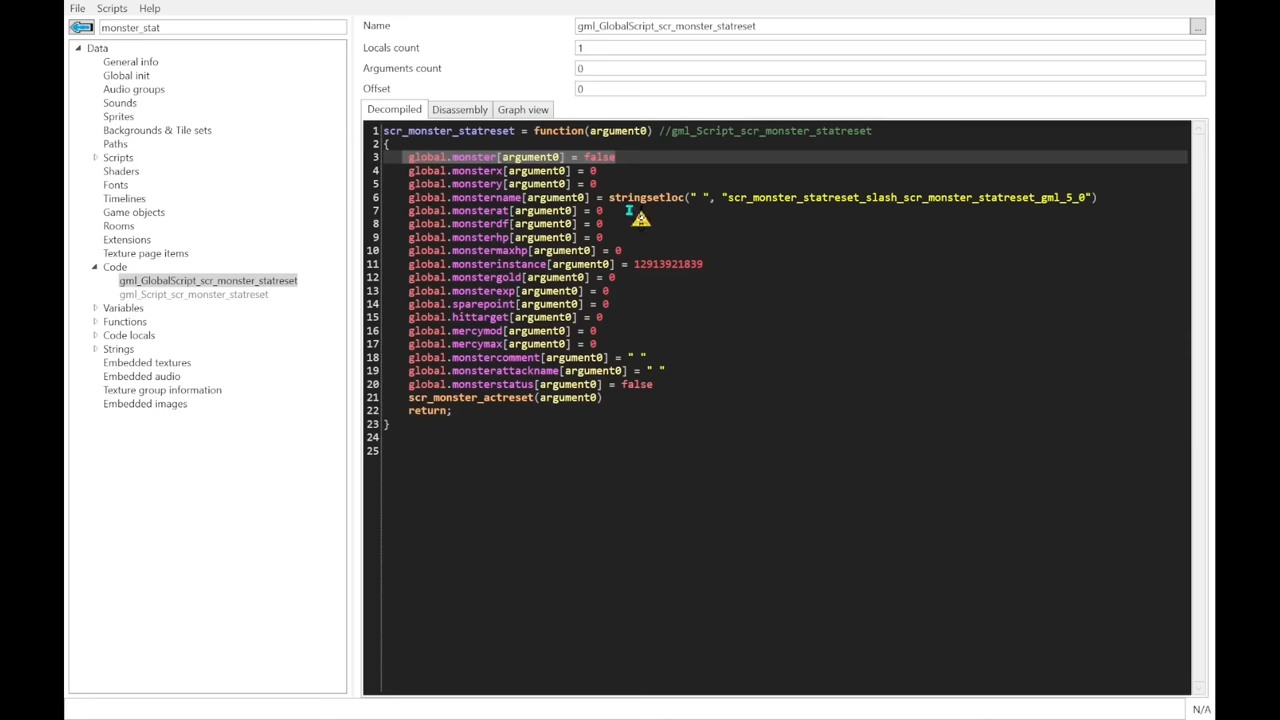 File Scripts Help
monster_stat
Data
General info
Global init
Audio groups
Sounds
Sprites
Backgrounds & Tile sets
Paths
Scripts
Shaders
Fonts
Timelines
Game objects
Rooms
Extensions
Texture page items
Code
gml_GlobalScript_scr_monster_statreset
gml_Script_scr_monster_statreset
Variables
Functions
Code locals
Strings
Embedded textures
Embedded audio
Texture group information
Embedded images
Name gml_GlobalScript_scr_monster_statreset ...
Locals count 1
Arguments count 0
Offset 0
Decompiled Disassembly Graph view
1 scr_monster_statreset = function(argument0) //gml_Script_scr_monster_statreset
2 {
3 global.monster[argument0] = false
4 global.monsterx[argument0] = 0
5 global.monstery[argument0] = 0
6 global.monstername[argument0] = stringsetloc(" ", "scr_monster_statreset_slash_scr_monster_statreset_gml_5_0")
7 global.monsterat[argument0] = 0
8 global.monsterdf[argument0] = 0
9 global.monsterhp[argument0] = 0
10 global.monstermaxhp[argument0] = 0
11 global.monsterinstance[argument0] = 12913921839
12 global.monstergold[argument0] = 0
13 global.monsterexp[argument0] = 0
14 global.sparepoint[argument0] = 0
15 global.hittarget[argument0] = 0
16 global.mercymod[argument0] = 0
17 global.mercymax[argument0] = 0
18 global.monstercomment[argument0] = " "
19 global.monsterattackname[argument0] = " "
20 global.monsterstatus[argument0] = false
21 scr_monster_actreset(argument0)
22 return;
23 }
24
25
N/A